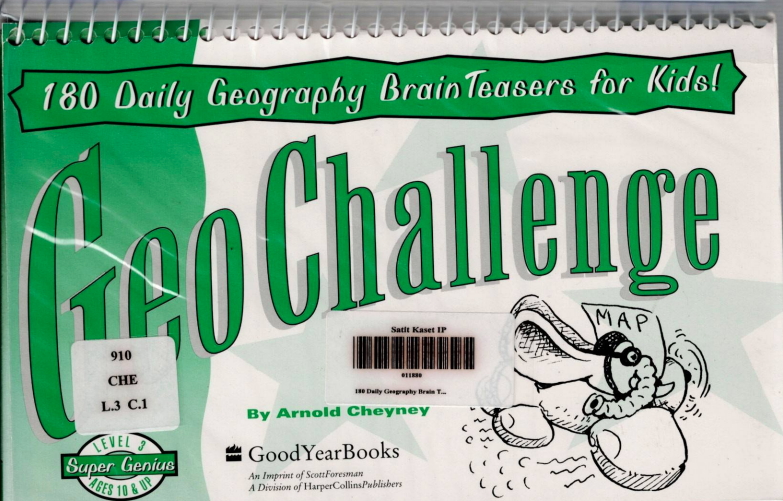 180 Daily Geography BrainTeasers for Kids!
GeoChallenge
MAP
Satit Kaset IP
011880
180 Daily Geography Brain T...
910
CHE
L.3 C.1
By Arnold Cheyney
LEVEL 3
Super Genius
AGES 10 & UP
GoodYearBooks
An Imprint of ScottForesman
A Division of HarperCollinsPublishers